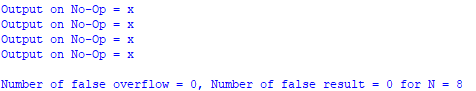 Output on No-Op = x
Output on No-Op = x
Output on No-Op = x
Output on No-Op = x
Number of false overflow = 0, Number of false result = 0 for N = 8